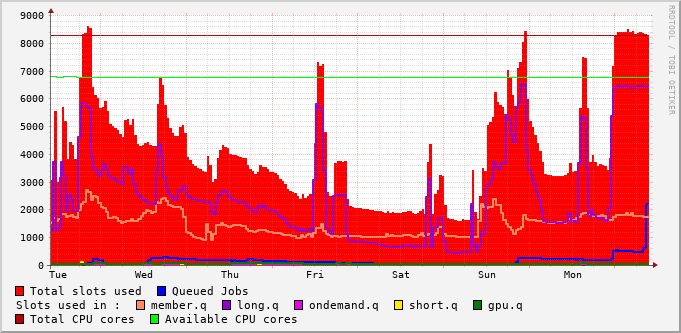 RRDTOOL / TOBI OETIKER
9000
8000
7000
6000
5000
4000
3000
2000
1000
0
Tue Wed Thu Fri Sat Sun Mon
Total slots used Queued Jobs
Slots used in : member.q long.q ondemand.q short.q gpu.q
Total CPU cores Available CPU cores